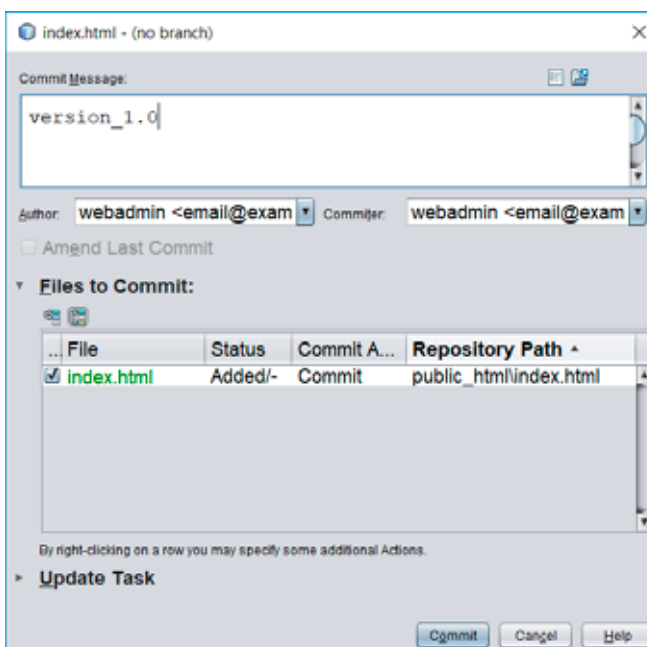 index.html - (no branch)
Commit Message:
version_1.0
Author: webadmin <email@exam Commiter: webadmin <email@exam
Amend Last Commit
Files to Commit:
... File Status Commit A... Repository Path
index.html Added/- Commit public_html\index.html
By right-clicking on a row you may specify some additional Actions.
Update Task
Commit Cancel Help